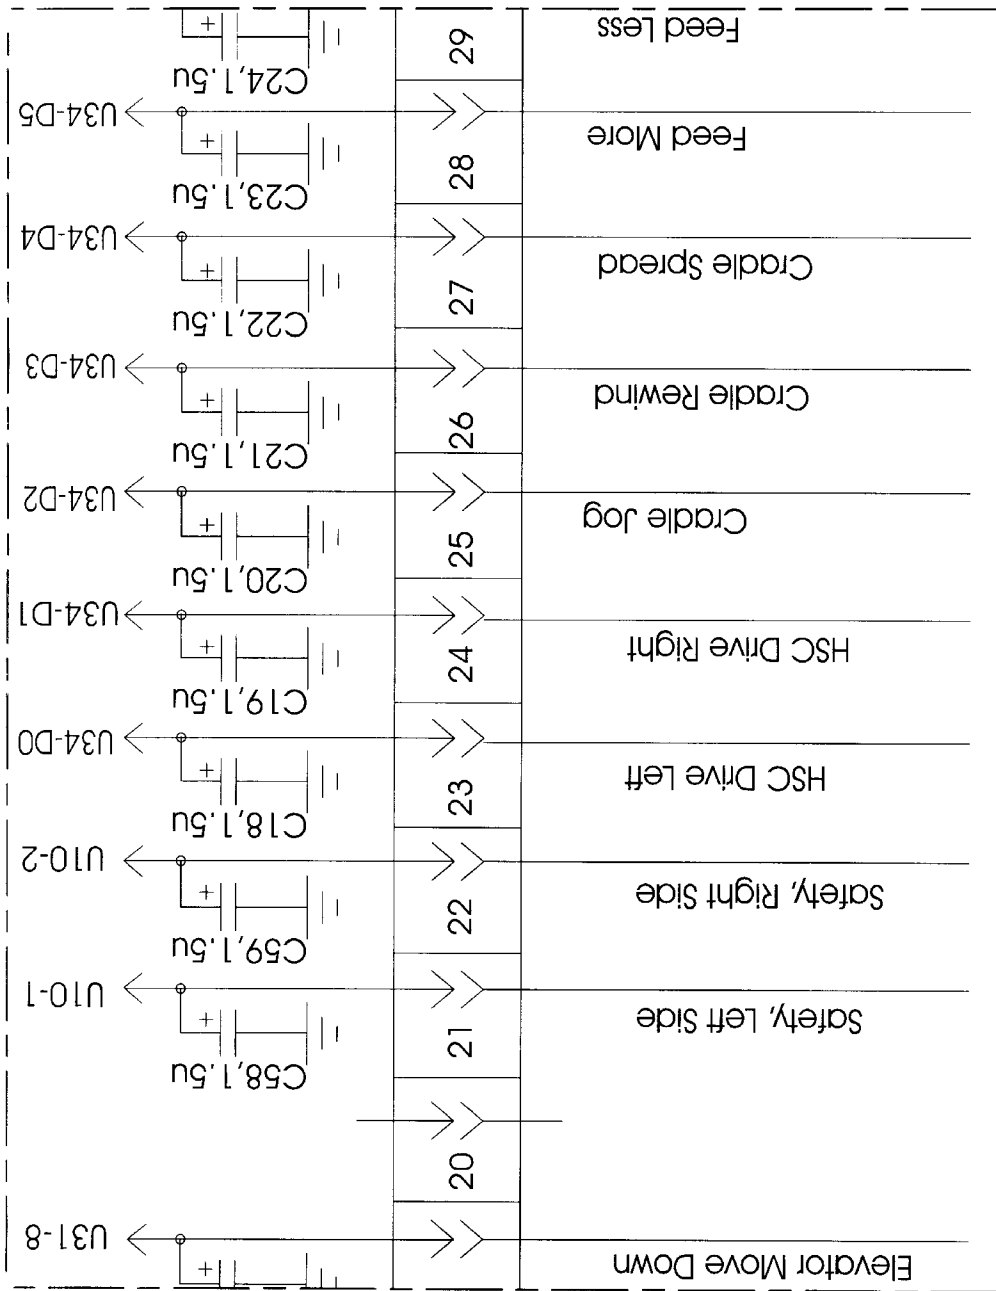 Elevator Move Down
U31-8
20
C58,1.5u
21
Safety, Left Side
U10-1
C59,1.5u
22
Safety, Right Side
U10-2
C18,1.5u
23
HSC Drive Left
U34-D0
C19,1.5u
24
HSC Drive Right
U34-D1
C20,1.5u
25
Cradle Jog
U34-D2
C21,1.5u
26
Cradle Rewind
U34-D3
C22,1.5u
27
Cradle Spread
U34-D4
C23,1.5u
28
Feed More
U34-D5
C24,1.5u
29
Feed Less